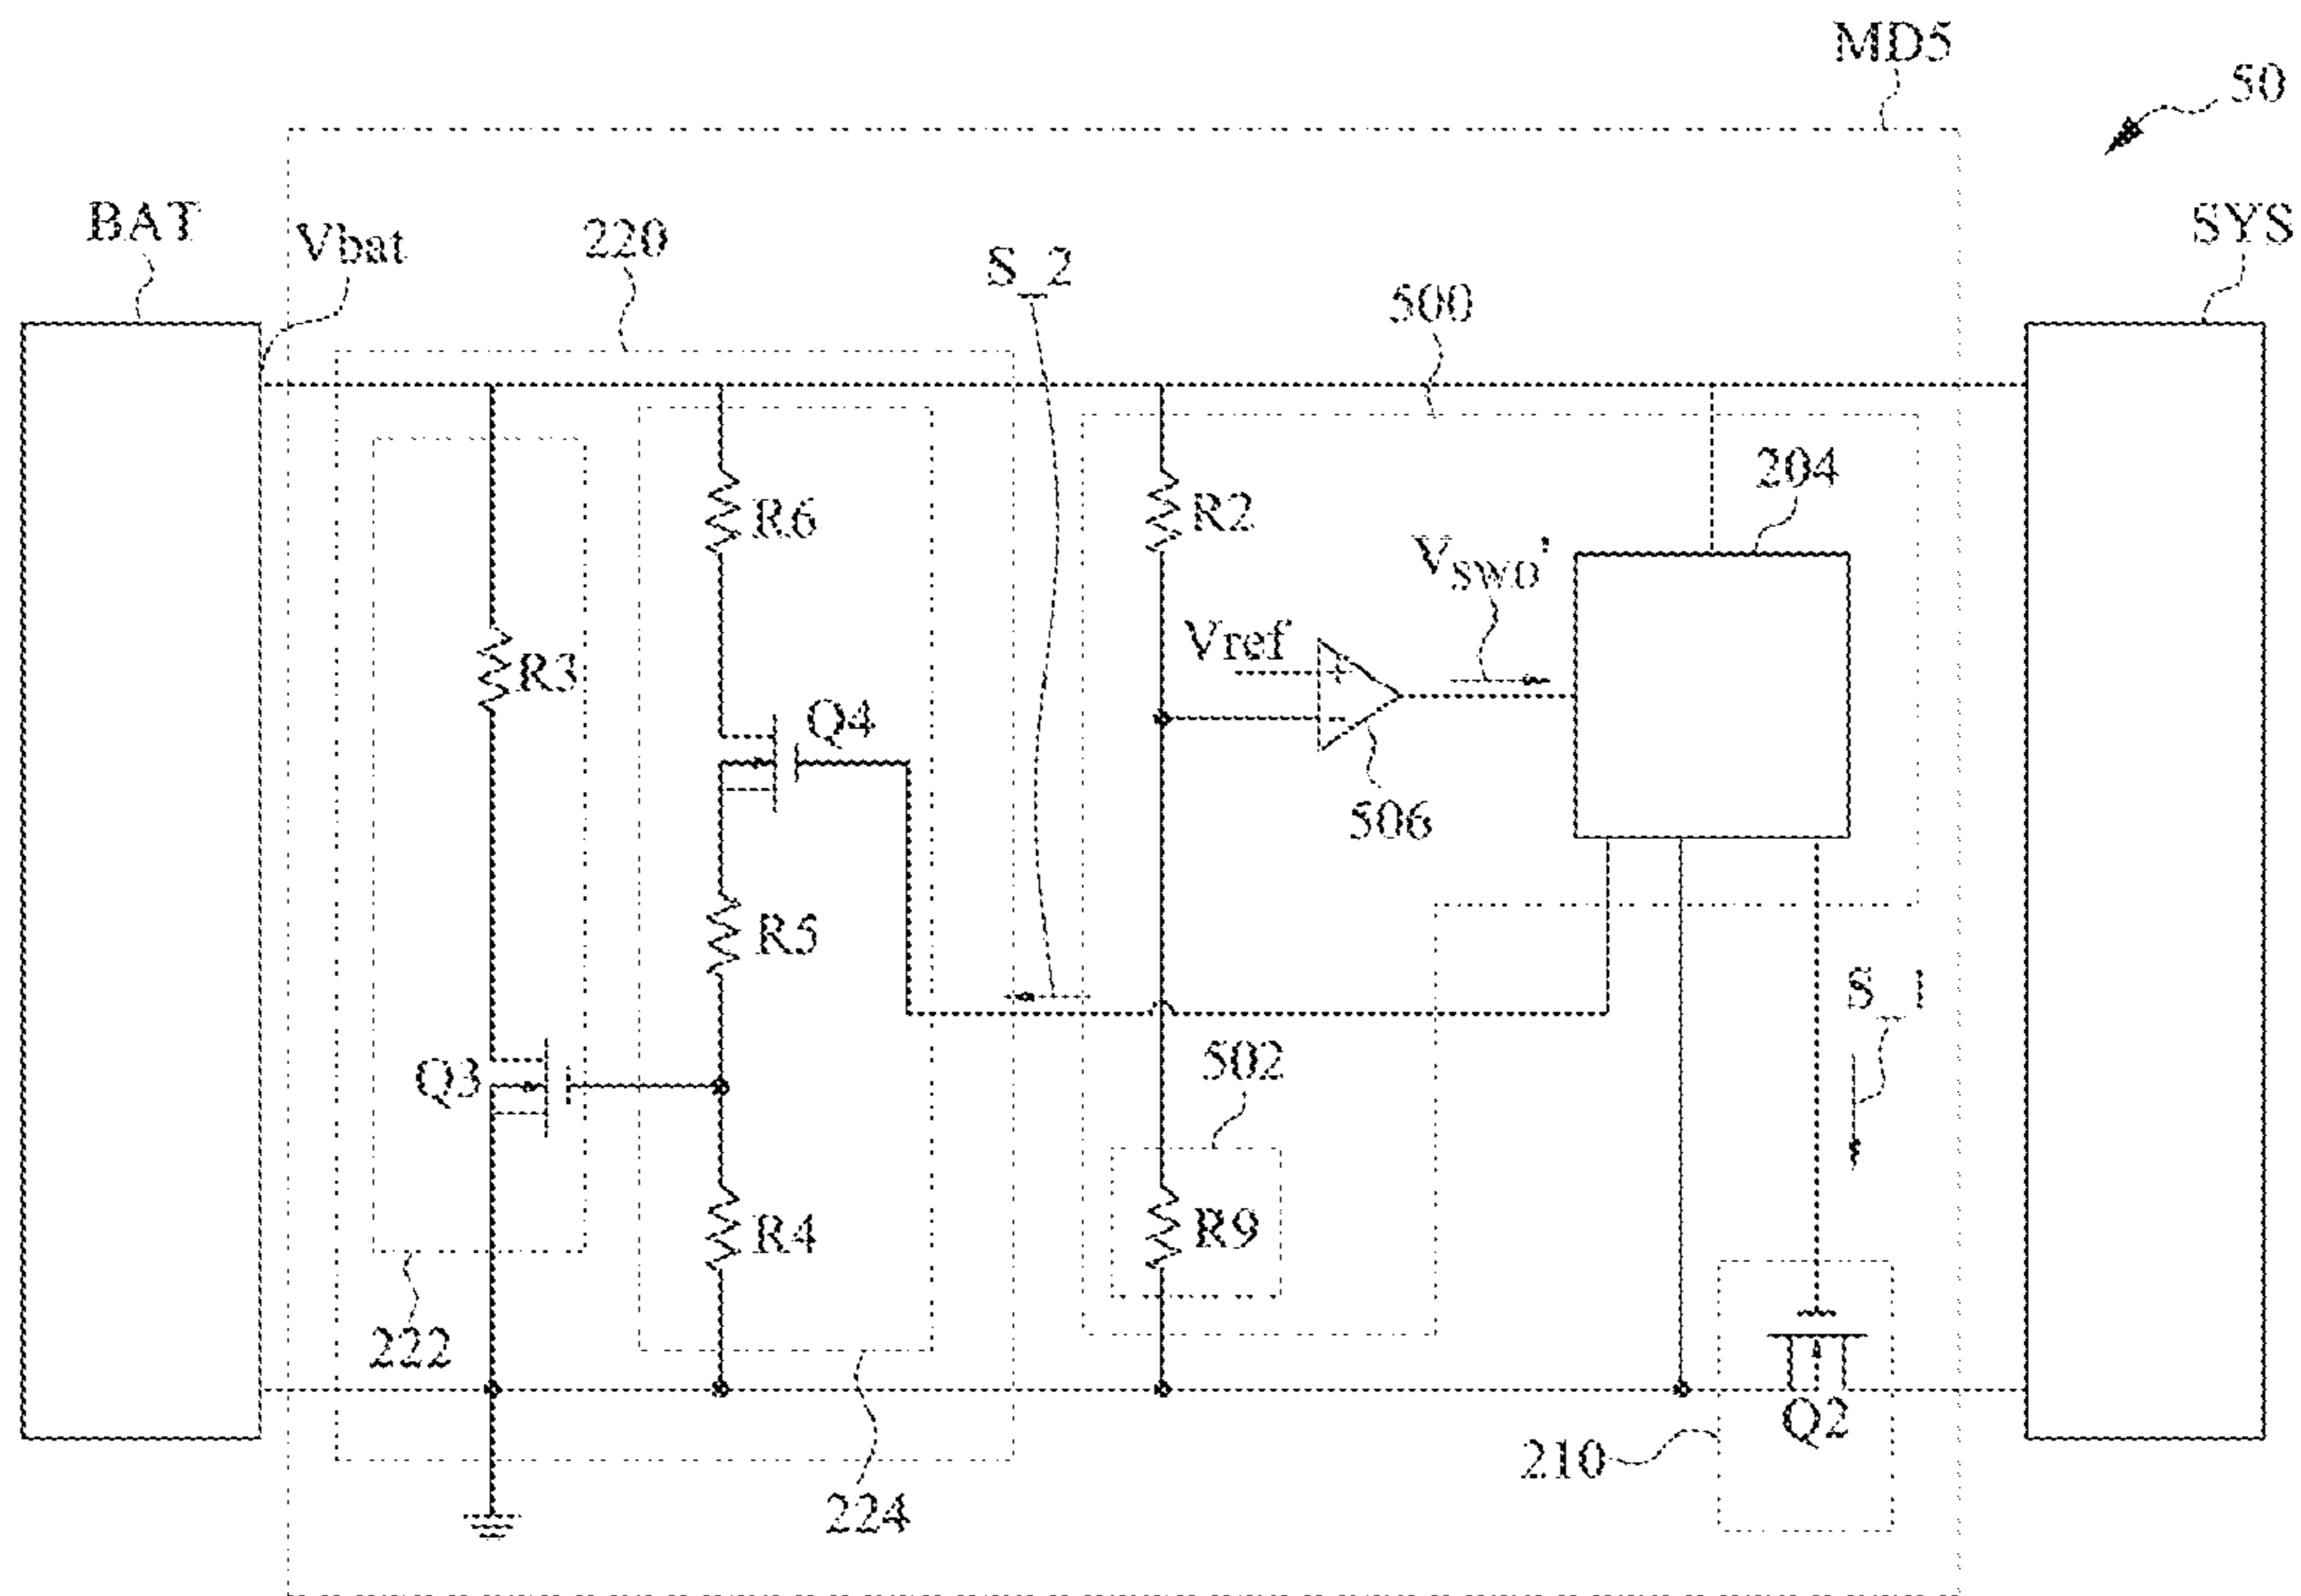 MD5
50
BAT
Vbat
220
S_2
500
SYS
204
R6
R2
VSWD'
Vref
+
R3
Q4
-
506
R5
S_1
Q3
502
R4
R9
222
Q2
210
224